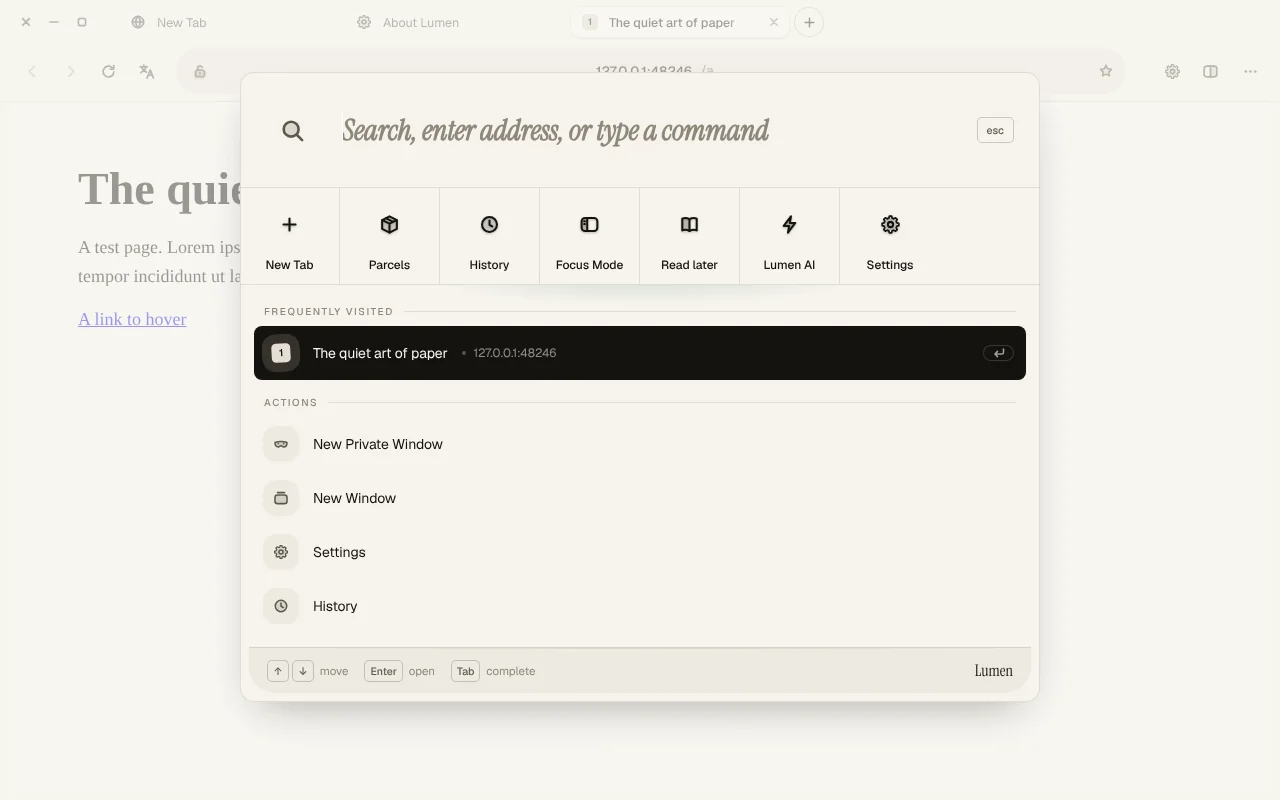 New Tab
About Lumen
1 The quiet art of paper
127.0.0.1:48246 /a
Search, enter address, or type a command
esc
The quie
New Tab
Parcels
History
Focus Mode
Read later
Lumen AI
Settings
A test page. Lorem ips
tempor incididunt ut la
A link to hover
FREQUENTLY VISITED
1 The quiet art of paper • 127.0.0.1:48246
ACTIONS
New Private Window
New Window
Settings
History
↑ ↓ move Enter open Tab complete
Lumen